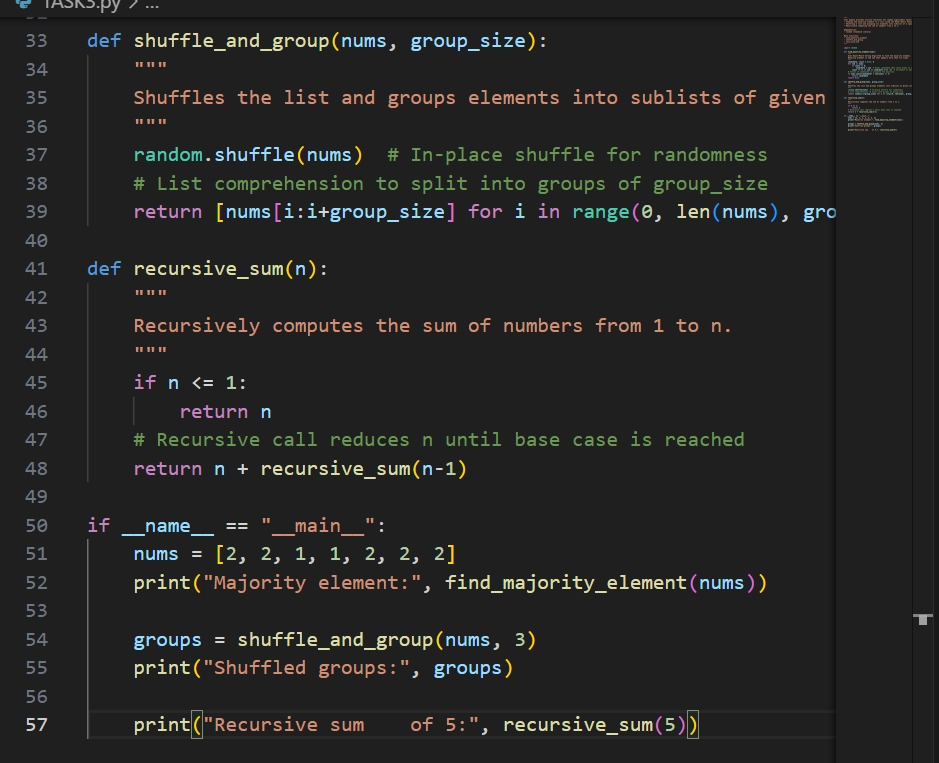 TASK3.py > ...
33 def shuffle_and_group(nums, group_size):
34 """
35 Shuffles the list and groups elements into sublists of given
36 """
37 random.shuffle(nums)  # In-place shuffle for randomness
38 # List comprehension to split into groups of group_size
39 return [nums[i:i+group_size] for i in range(0, len(nums), gro
40
41 def recursive_sum(n):
42 """
43 Recursively computes the sum of numbers from 1 to n.
44 """
45 if n <= 1:
46 return n
47 # Recursive call reduces n until base case is reached
48 return n + recursive_sum(n-1)
49
50 if __name__ == "__main__":
51 nums = [2, 2, 1, 1, 2, 2, 2]
52 print("Majority element:", find_majority_element(nums))
53
54 groups = shuffle_and_group(nums, 3)
55 print("Shuffled groups:", groups)
56
57 print("Recursive sum    of 5:", recursive_sum(5))